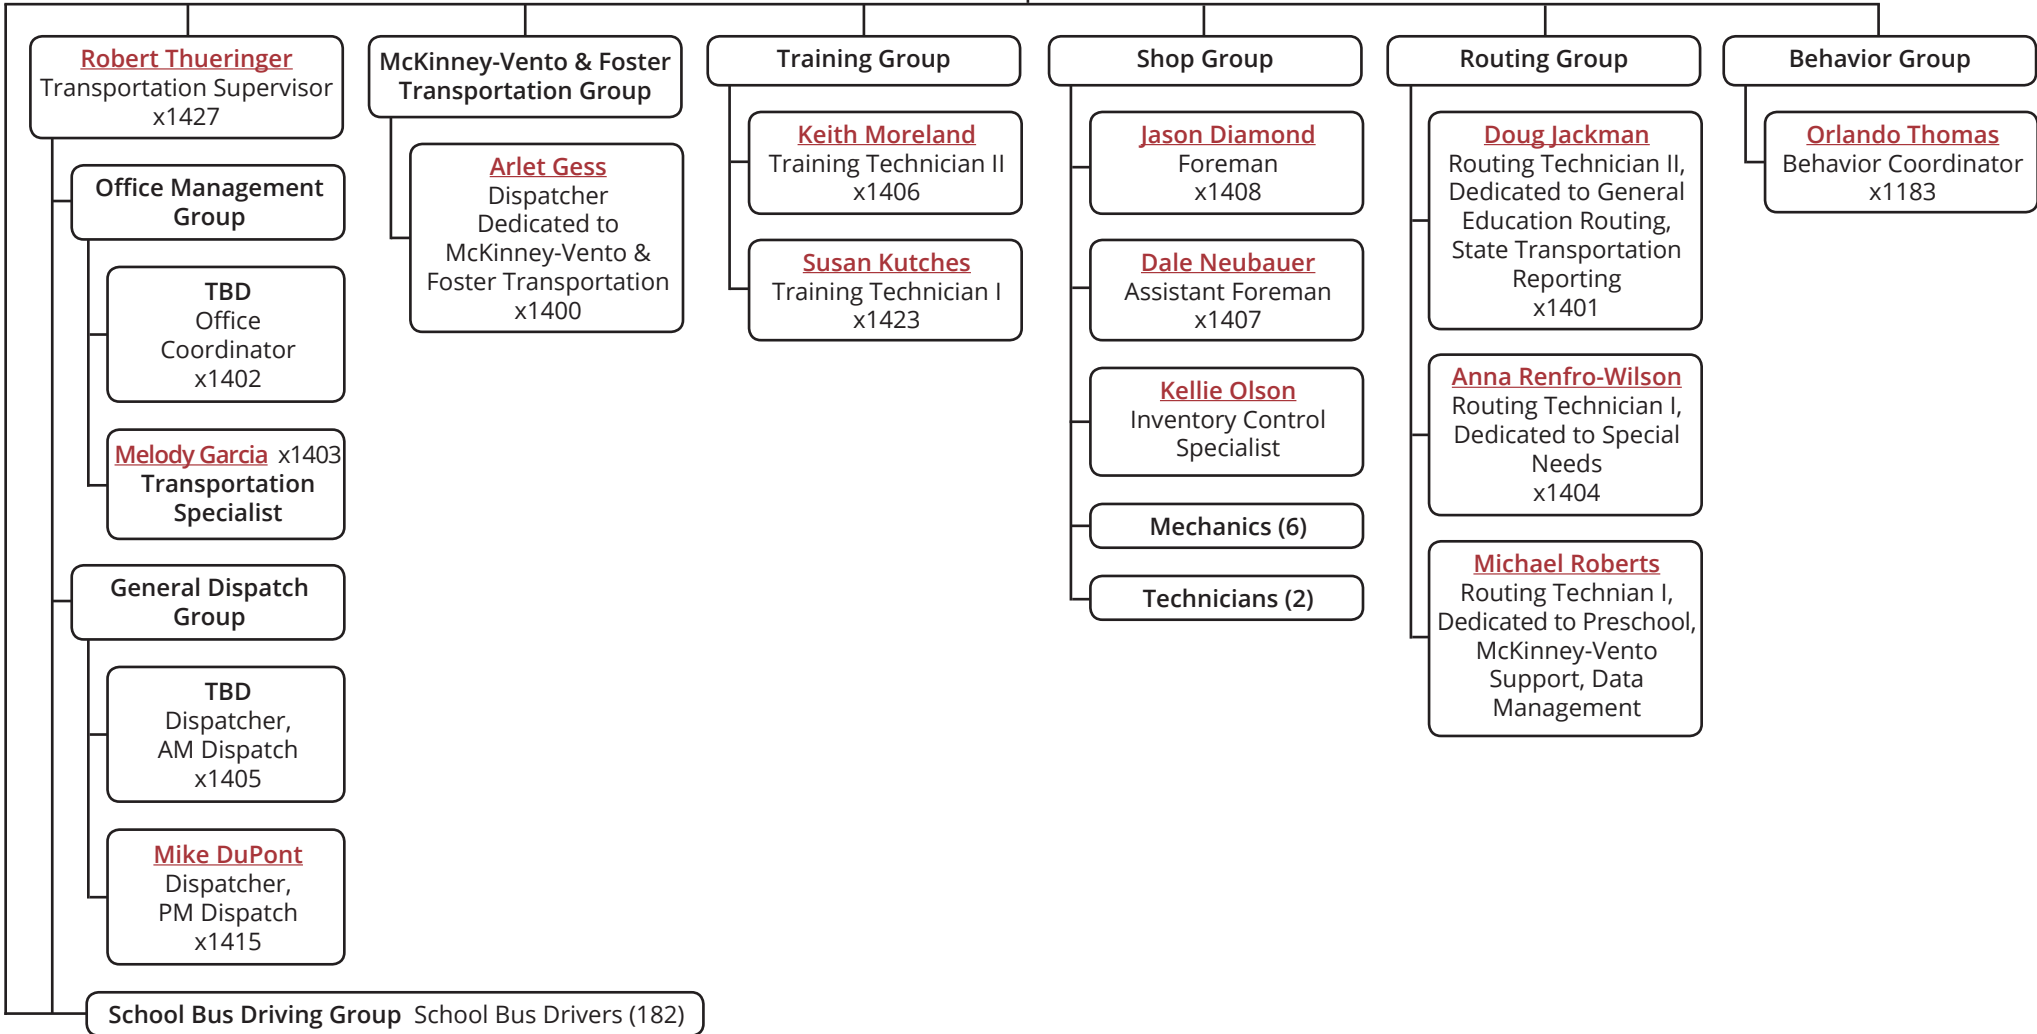 Robert Thueringer
Transportation Supervisor
x1427
Office Management
Group
TBD
Office
Coordinator
x1402
Melody Garcia x1403
Transportation
Specialist
General Dispatch
Group
TBD
Dispatcher,
AM Dispatch
x1405
Mike DuPont
Dispatcher,
PM Dispatch
x1415
School Bus Driving Group School Bus Drivers (182)
McKinney-Vento & Foster
Transportation Group
Arlet Gess
Dispatcher
Dedicated to
McKinney-Vento &
Foster Transportation
x1400
Training Group
Keith Moreland
Training Technician II
x1406
Susan Kutches
Training Technician I
x1423
Shop Group
Jason Diamond
Foreman
x1408
Dale Neubauer
Assistant Foreman
x1407
Kellie Olson
Inventory Control
Specialist
Mechanics (6)
Technicians (2)
Routing Group
Doug Jackman
Routing Technician II,
Dedicated to General
Education Routing,
State Transportation
Reporting
x1401
Anna Renfro-Wilson
Routing Technician I,
Dedicated to Special
Needs
x1404
Michael Roberts
Routing Technian I,
Dedicated to Preschool,
McKinney-Vento
Support, Data
Management
Behavior Group
Orlando Thomas
Behavior Coordinator
x1183